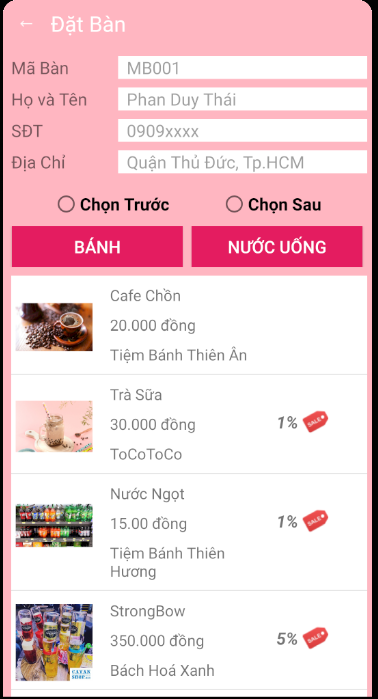 ← Đặt Bàn
Mã Bàn MB001
Họ và Tên Phan Duy Thái
SĐT 0909xxxx
Địa Chỉ Quận Thủ Đức, Tp.HCM
Chọn Trước Chọn Sau
BÁNH NƯỚC UỐNG
Cafe Chồn
20.000 đồng
Tiệm Bánh Thiên Ân
Trà Sữa
30.000 đồng 1% SALE
ToCoToCo
Nước Ngọt
15.00 đồng 1% SALE
Tiệm Bánh Thiên
Hương
StrongBow
350.000 đồng 5% SALE
Bách Hoá Xanh